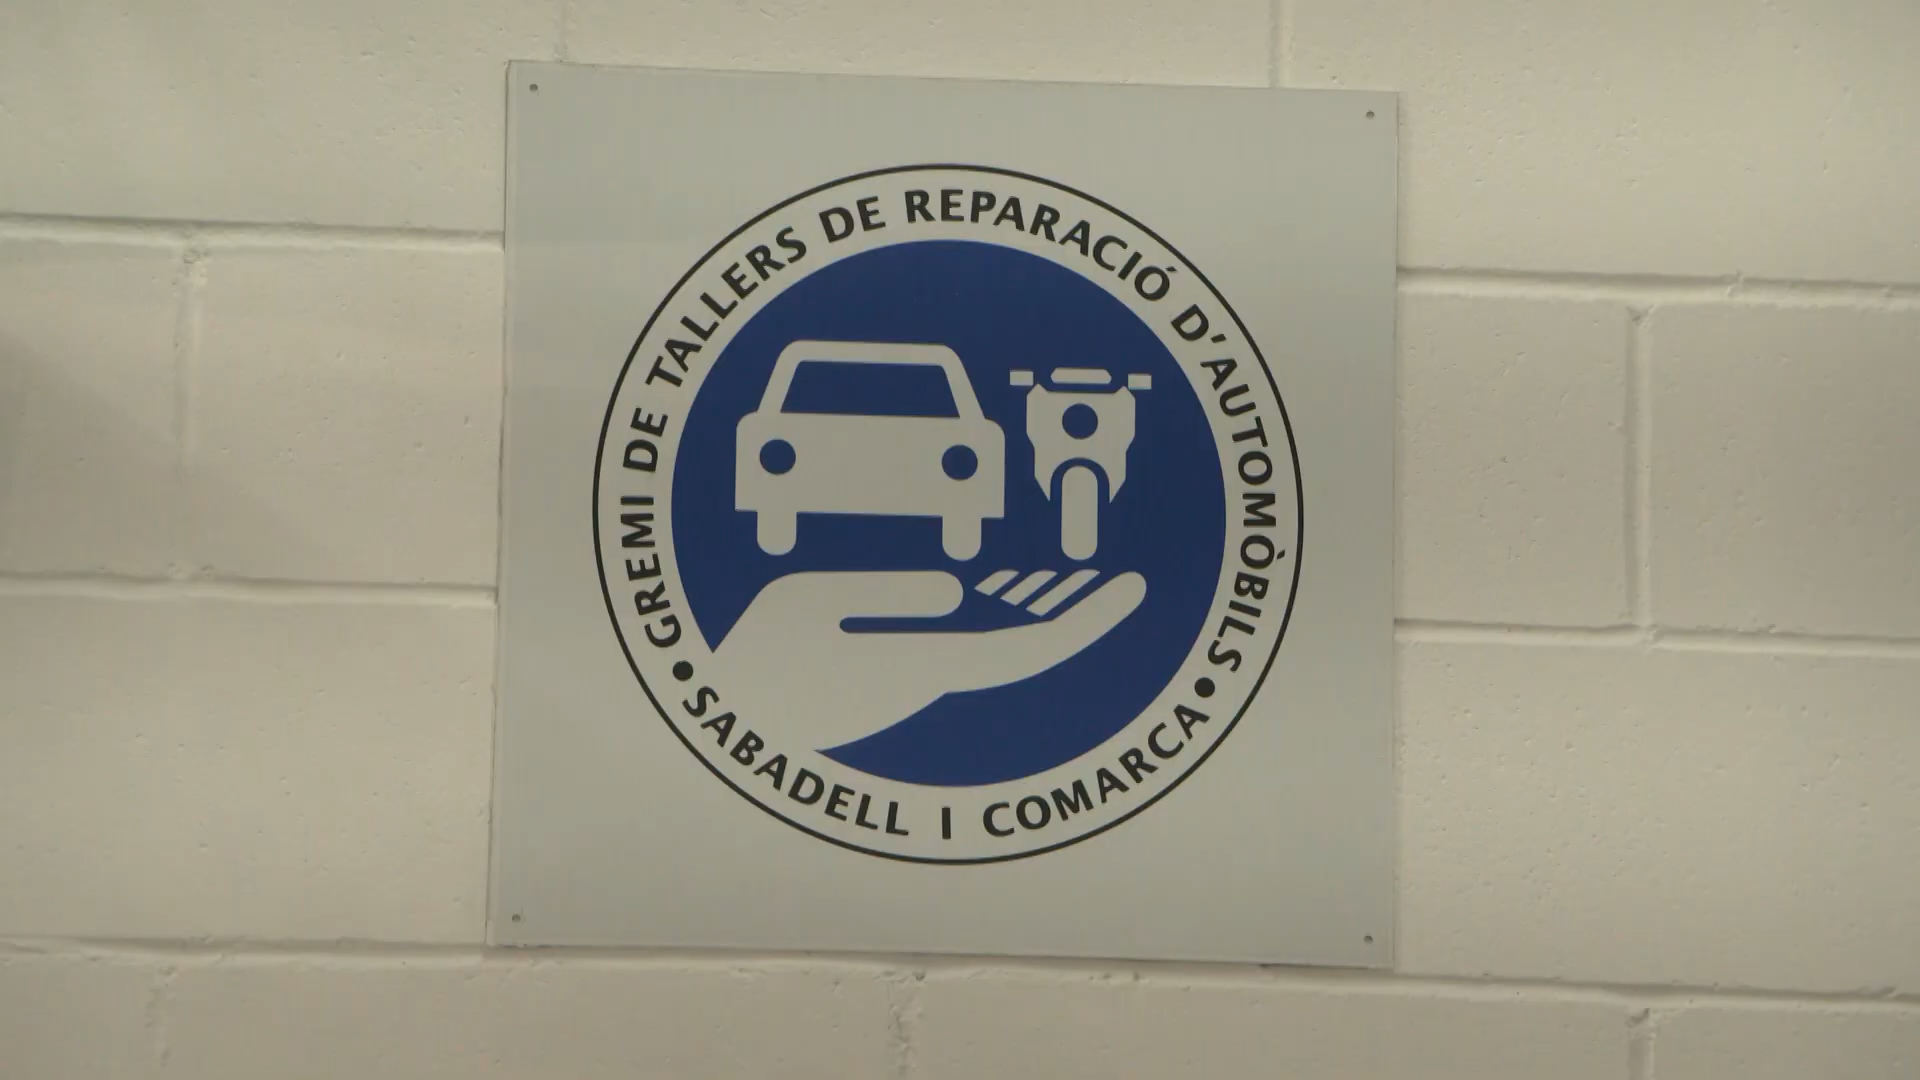 GREMI DE TALLERS DE REPARACIÓ D'AUTOMÒBILS
• SABADELL I COMARCA •